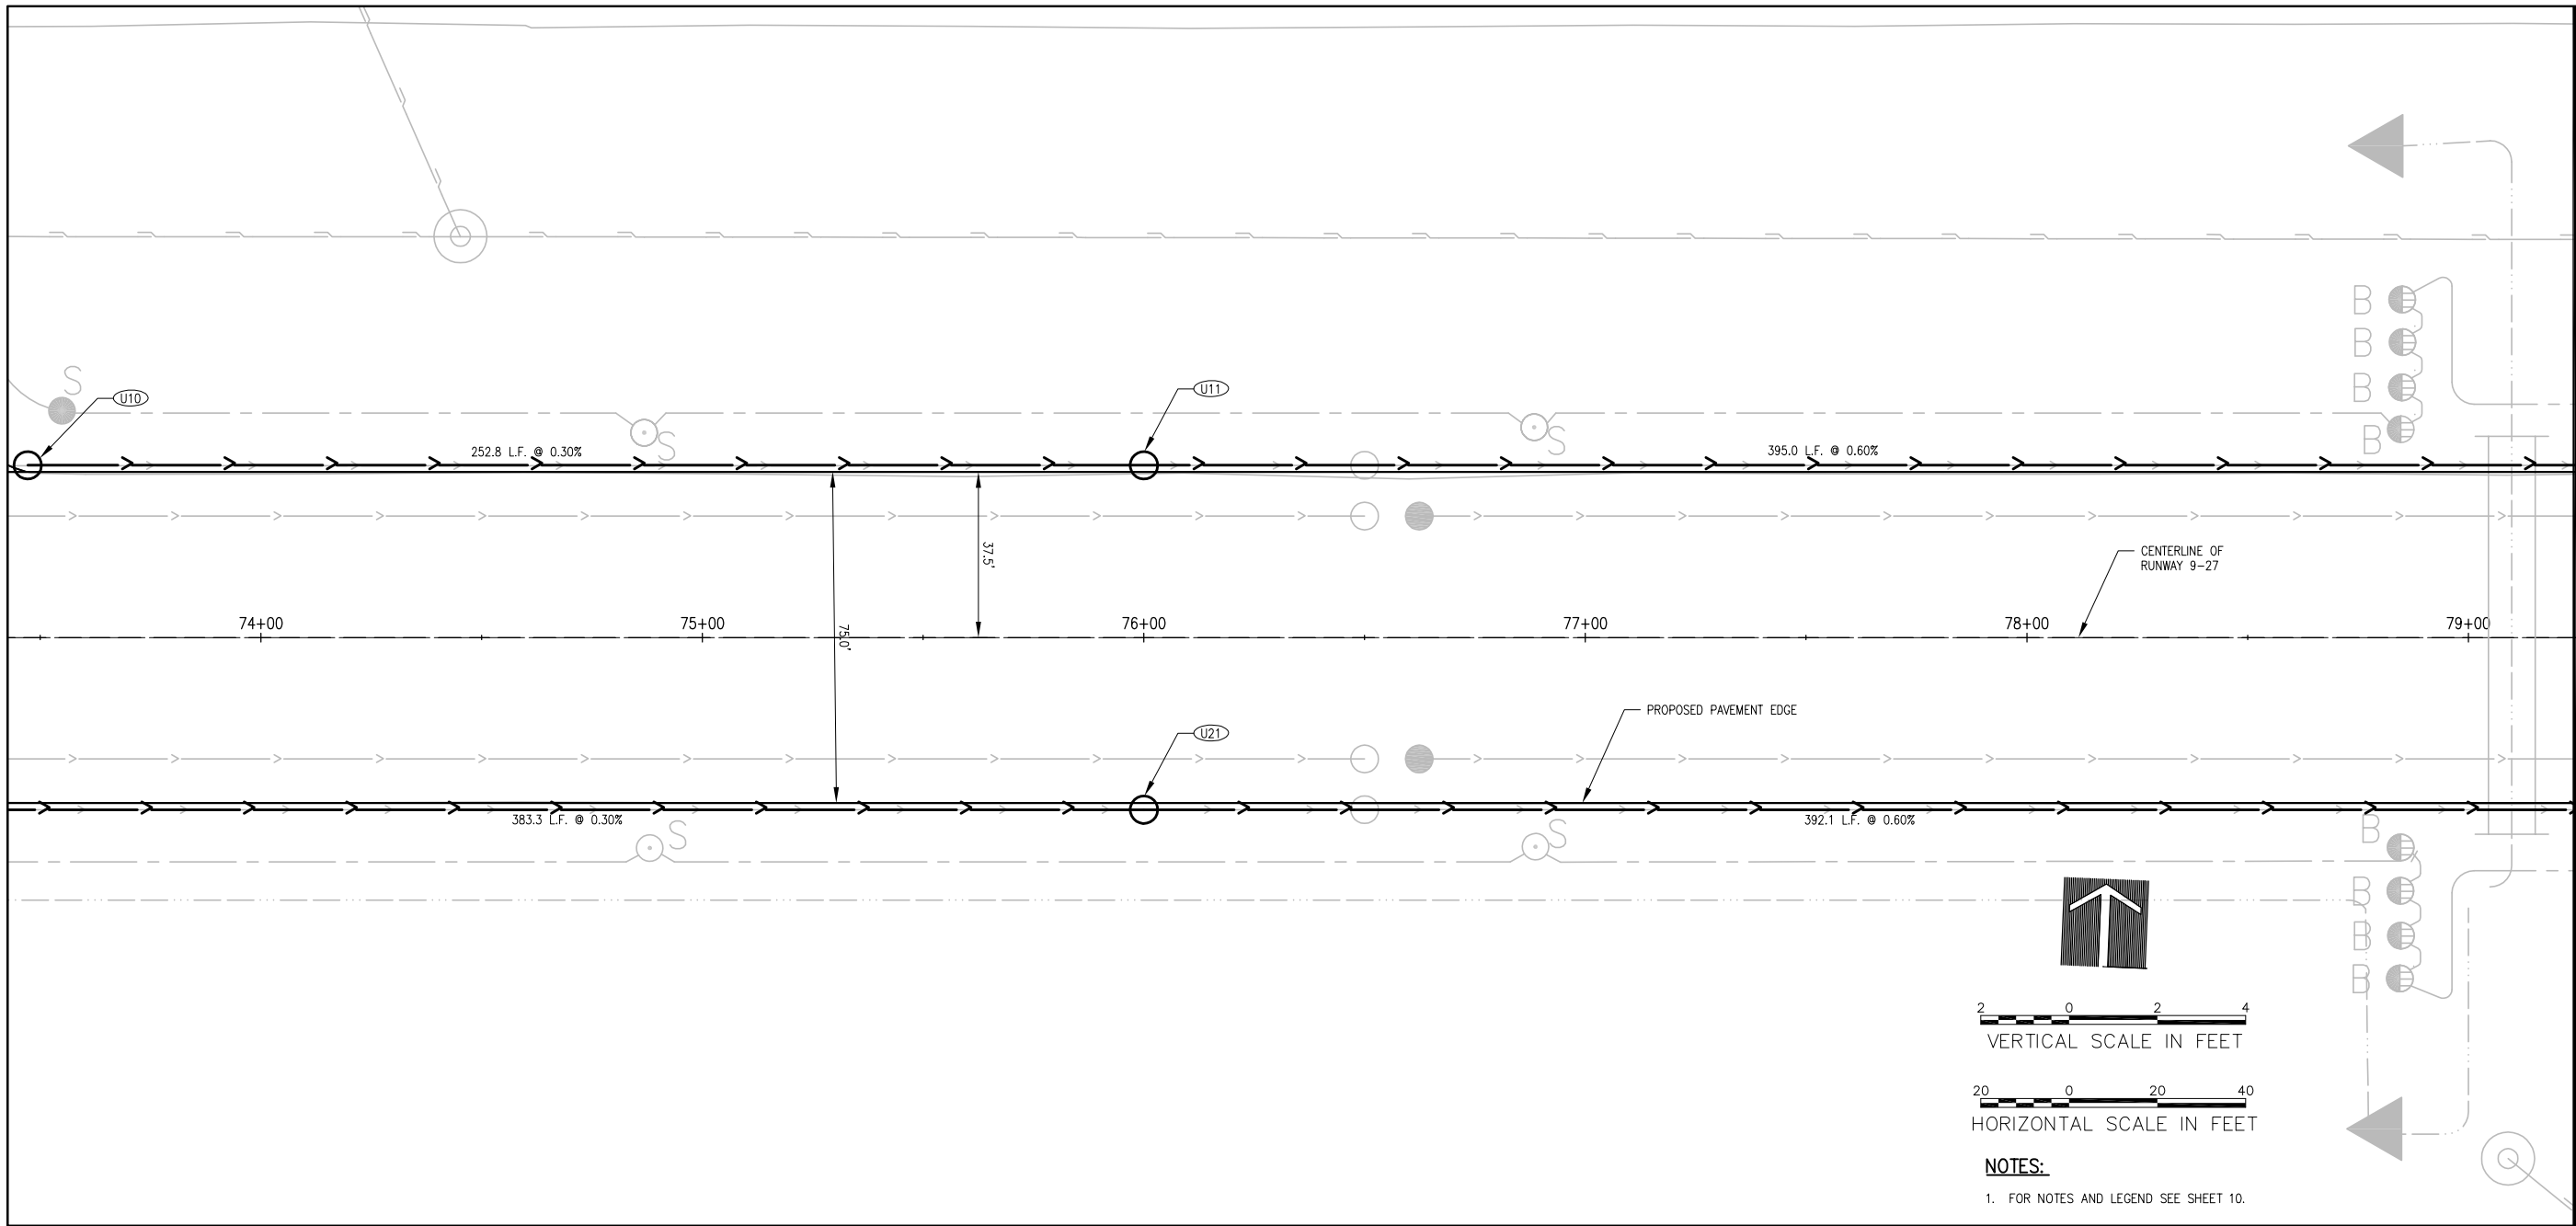 S
U10
U11
B
B
B
B
S
S
252.8 L.F. @ 0.30%
395.0 L.F. @ 0.60%
37.5'
CENTERLINE OF
RUNWAY 9-27
74+00
75+00
76+00
77+00
78+00
79+00
75.0'
PROPOSED PAVEMENT EDGE
U21
383.3 L.F. @ 0.30%
392.1 L.F. @ 0.60%
S
S
B
B
B
B
2 0 2 4
VERTICAL SCALE IN FEET
20 0 20 40
HORIZONTAL SCALE IN FEET
NOTES:
1. FOR NOTES AND LEGEND SEE SHEET 10.